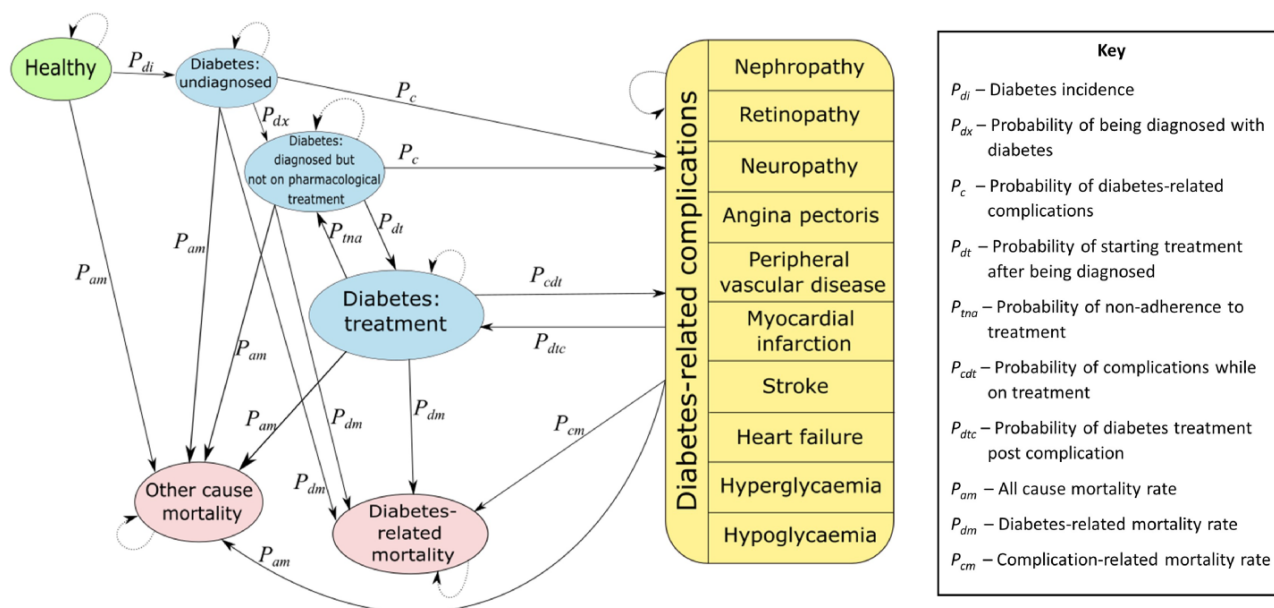 Healthy
P_di
Diabetes:
undiagnosed
P_c
P_dx
Diabetes:
diagnosed but
not on pharmacological
treatment
P_c
P_am
P_am
P_tna
P_dt
Diabetes:
treatment
P_cdt
P_dtc
P_am
P_am
P_dm
P_dm
P_dm
P_cm
Other cause
mortality
Diabetes-
related
mortality
P_am
Diabetes-related complications
Nephropathy
Retinopathy
Neuropathy
Angina pectoris
Peripheral
vascular disease
Myocardial
infarction
Stroke
Heart failure
Hyperglycaemia
Hypoglycaemia
Key
P_di – Diabetes incidence
P_dx – Probability of being diagnosed with
diabetes
P_c – Probability of diabetes-related
complications
P_dt – Probability of starting treatment
after being diagnosed
P_tna – Probability of non-adherence to
treatment
P_cdt – Probability of complications while
on treatment
P_dtc – Probability of diabetes treatment
post complication
P_am – All cause mortality rate
P_dm – Diabetes-related mortality rate
P_cm – Complication-related mortality rate